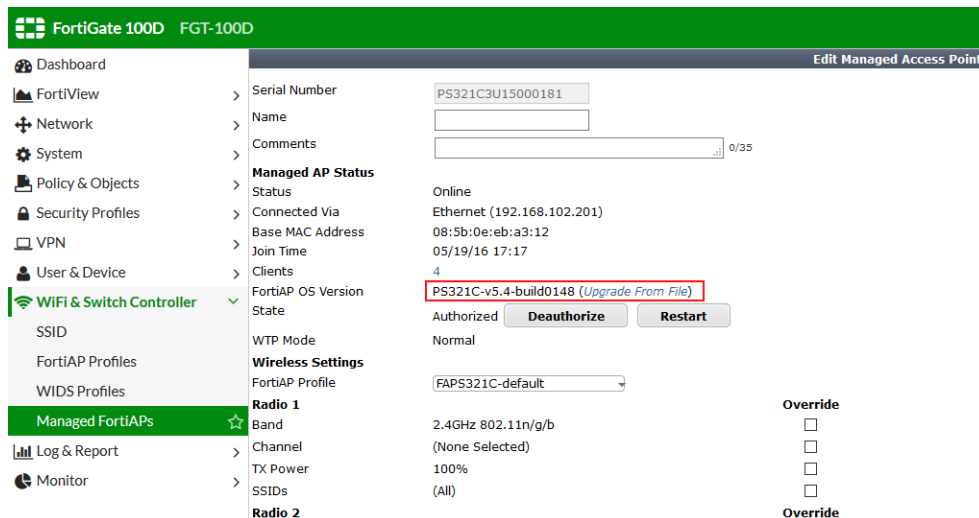 FortiGate 100D FGT-100D
Dashboard
FortiView
Network
System
Policy & Objects
Security Profiles
VPN
User & Device
WiFi & Switch Controller
SSID
FortiAP Profiles
WIDS Profiles
Managed FortiAPs
Log & Report
Monitor
Edit Managed Access Point
Serial Number PS321C3U15000181
Name
Comments 0/35
Managed AP Status
Status Online
Connected Via Ethernet (192.168.102.201)
Base MAC Address 08:5b:0e:eb:a3:12
Join Time 05/19/16 17:17
Clients 4
FortiAP OS Version PS321C-v5.4-build0148 (Upgrade From File)
State Authorized Deauthorize Restart
WTP Mode Normal
Wireless Settings
FortiAP Profile FAPS321C-default
Radio 1 Override
Band 2.4GHz 802.11n/g/b
Channel (None Selected)
TX Power 100%
SSIDs (All)
Radio 2 Override